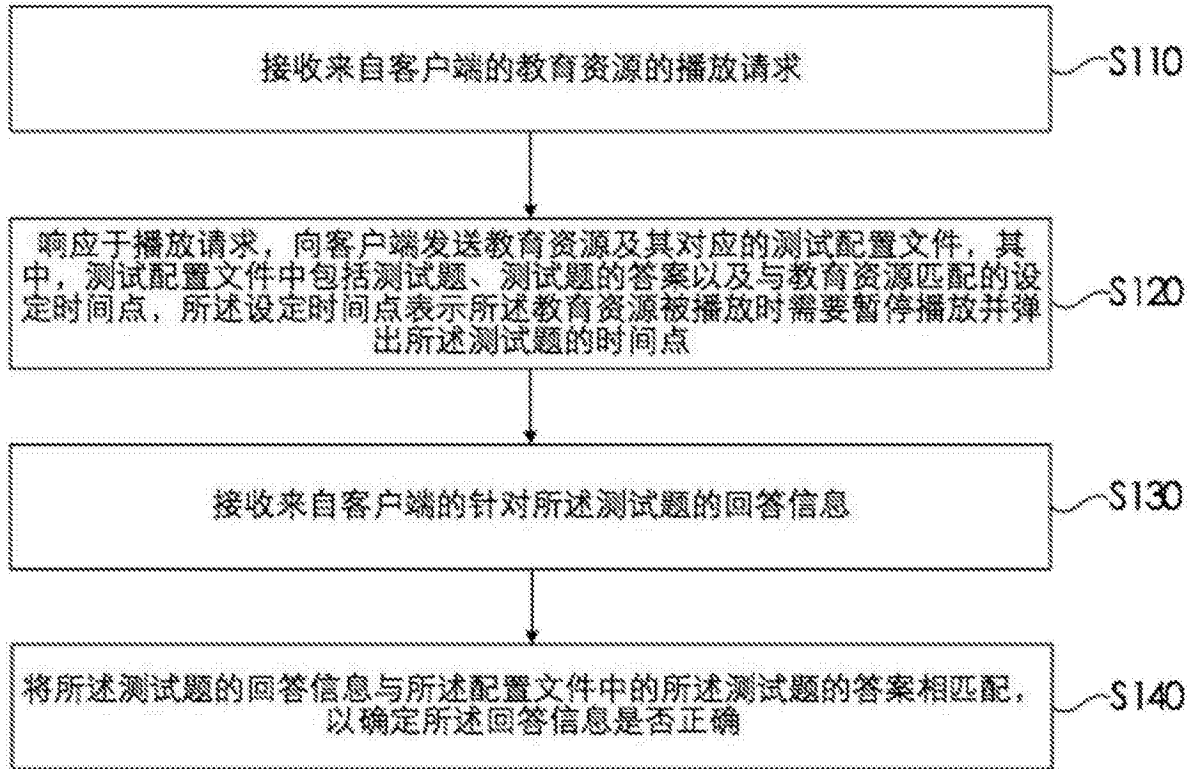 接收来自客户端的教育资源的播放请求
S110
响应于播放请求，向客户端发送教育资源及其对应的测试配置文件，其
中，测试配置文件中包括测试题、测试题的答案以及与教育资源匹配的设
定时间点，所述设定时间点表示所述教育资源被播放时需要暂停播放并弹
出所述测试题的时间点
S120
接收来自客户端的针对所述测试题的回答信息
S130
将所述测试题的回答信息与所述配置文件中的所述测试题的答案相匹配，
以确定所述回答信息是否正确
S140